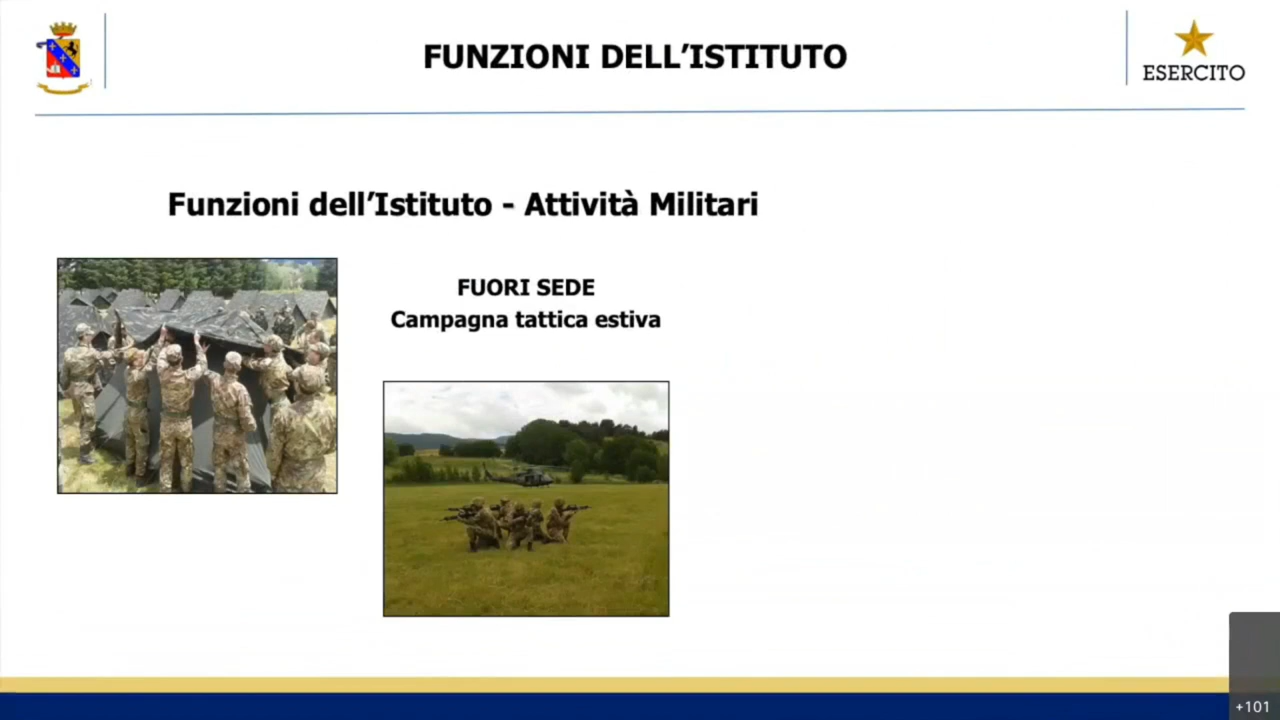 FUNZIONI DELL’ISTITUTO
ESERCITO
Funzioni dell’Istituto - Attività Militari
FUORI SEDE
Campagna tattica estiva
+101